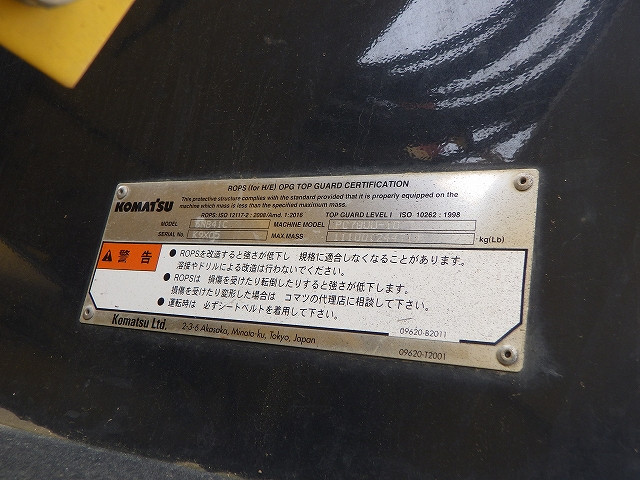 ROPS (for H/E) OPG TOP GUARD CERTIFICATION
KOMATSU
This protective structure complies with the standard provided that it is properly equipped on the
machine which mass is less than the specified maximum mass.
ROPS: ISO 12117-2 : 2008/Amd. 1:2016 TOP GUARD LEVEL I ISO 10262 : 1998
MODEL MACHINE MODEL
SERIAL No. MAX.MASS kg(Lb)
警告
● ROPSを改造すると強さが低下し 規格に適合しなくなることがあります。
溶接やドリルによる改造は行わないでください。
● ROPSは 損傷を受けたり転倒したりすると強さが低下します。
損傷を受けたり変形した場合は コマツの代理店に相談して下さい。
● 運転時は 必ずシートベルトを着用して下さい。
09620-B2011
Komatsu Ltd. 2-3-6 Akasaka, Minato-ku, Tokyo, Japan
09620-T2001